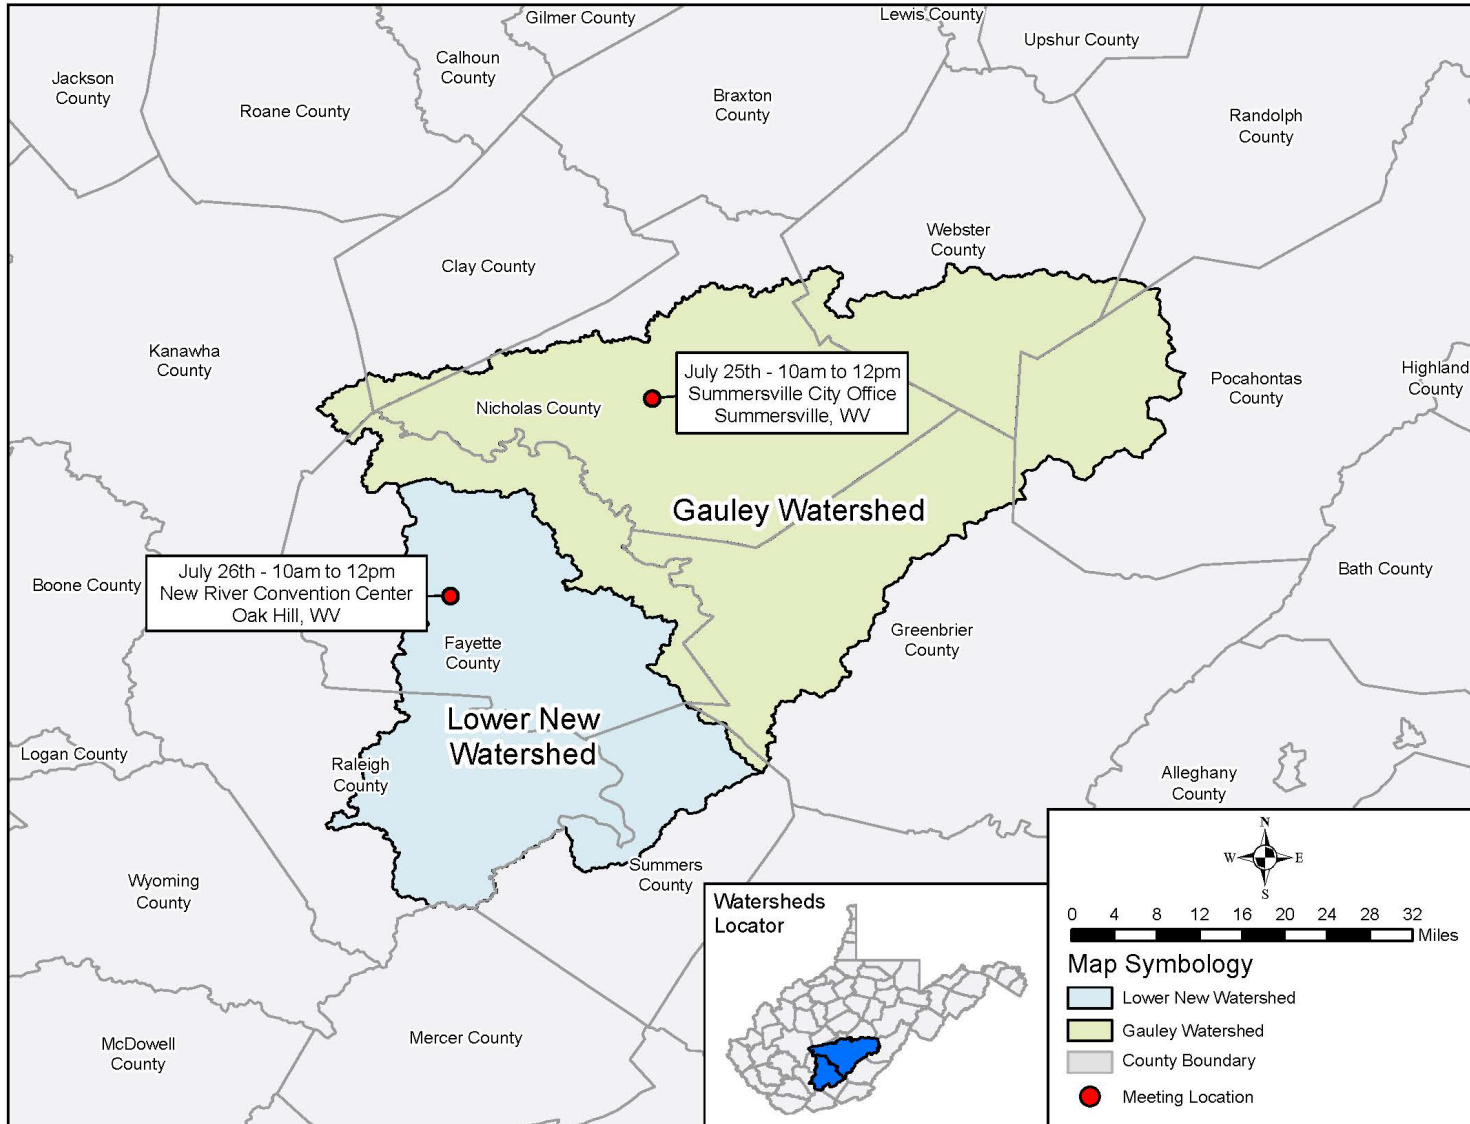 Gilmer County
Lewis County
Upshur County
Calhoun
County
Jackson
County
Roane County
Braxton
County
Randolph
County
Webster
County
Clay County
Kanawha
County
Highland
County
Pocahontas
County
July 25th - 10am to 12pm
Summersville City Office
Summersville, WV
Nicholas County
Gauley Watershed
July 26th - 10am to 12pm
New River Convention Center
Oak Hill, WV
Boone County
Bath County
Fayette
County
Greenbrier
County
Lower New
Watershed
Logan County
Raleigh
County
Alleghany
County
Summers
County
Wyoming
County
McDowell
County
Mercer County
Watersheds
Locator
N
W E
S
0 4 8 12 16 20 24 28 32
Miles
Map Symbology
Lower New Watershed
Gauley Watershed
County Boundary
Meeting Location